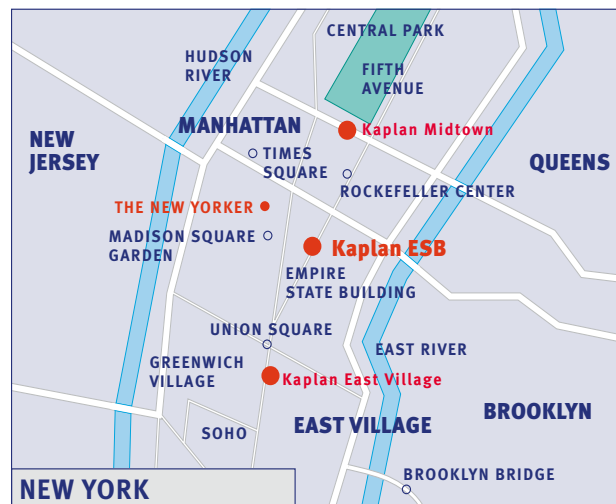 CENTRAL PARK
HUDSON
RIVER
FIFTH
AVENUE
MANHATTAN
Kaplan Midtown
NEW
JERSEY
TIMES
SQUARE
QUEENS
ROCKEFELLER CENTER
THE NEW YORKER
MADISON SQUARE
GARDEN
Kaplan ESB
EMPIRE
STATE BUILDING
UNION SQUARE
EAST RIVER
GREENWICH
VILLAGE
Kaplan East Village
BROOKLYN
EAST VILLAGE
SOHO
BROOKLYN BRIDGE
NEW YORK